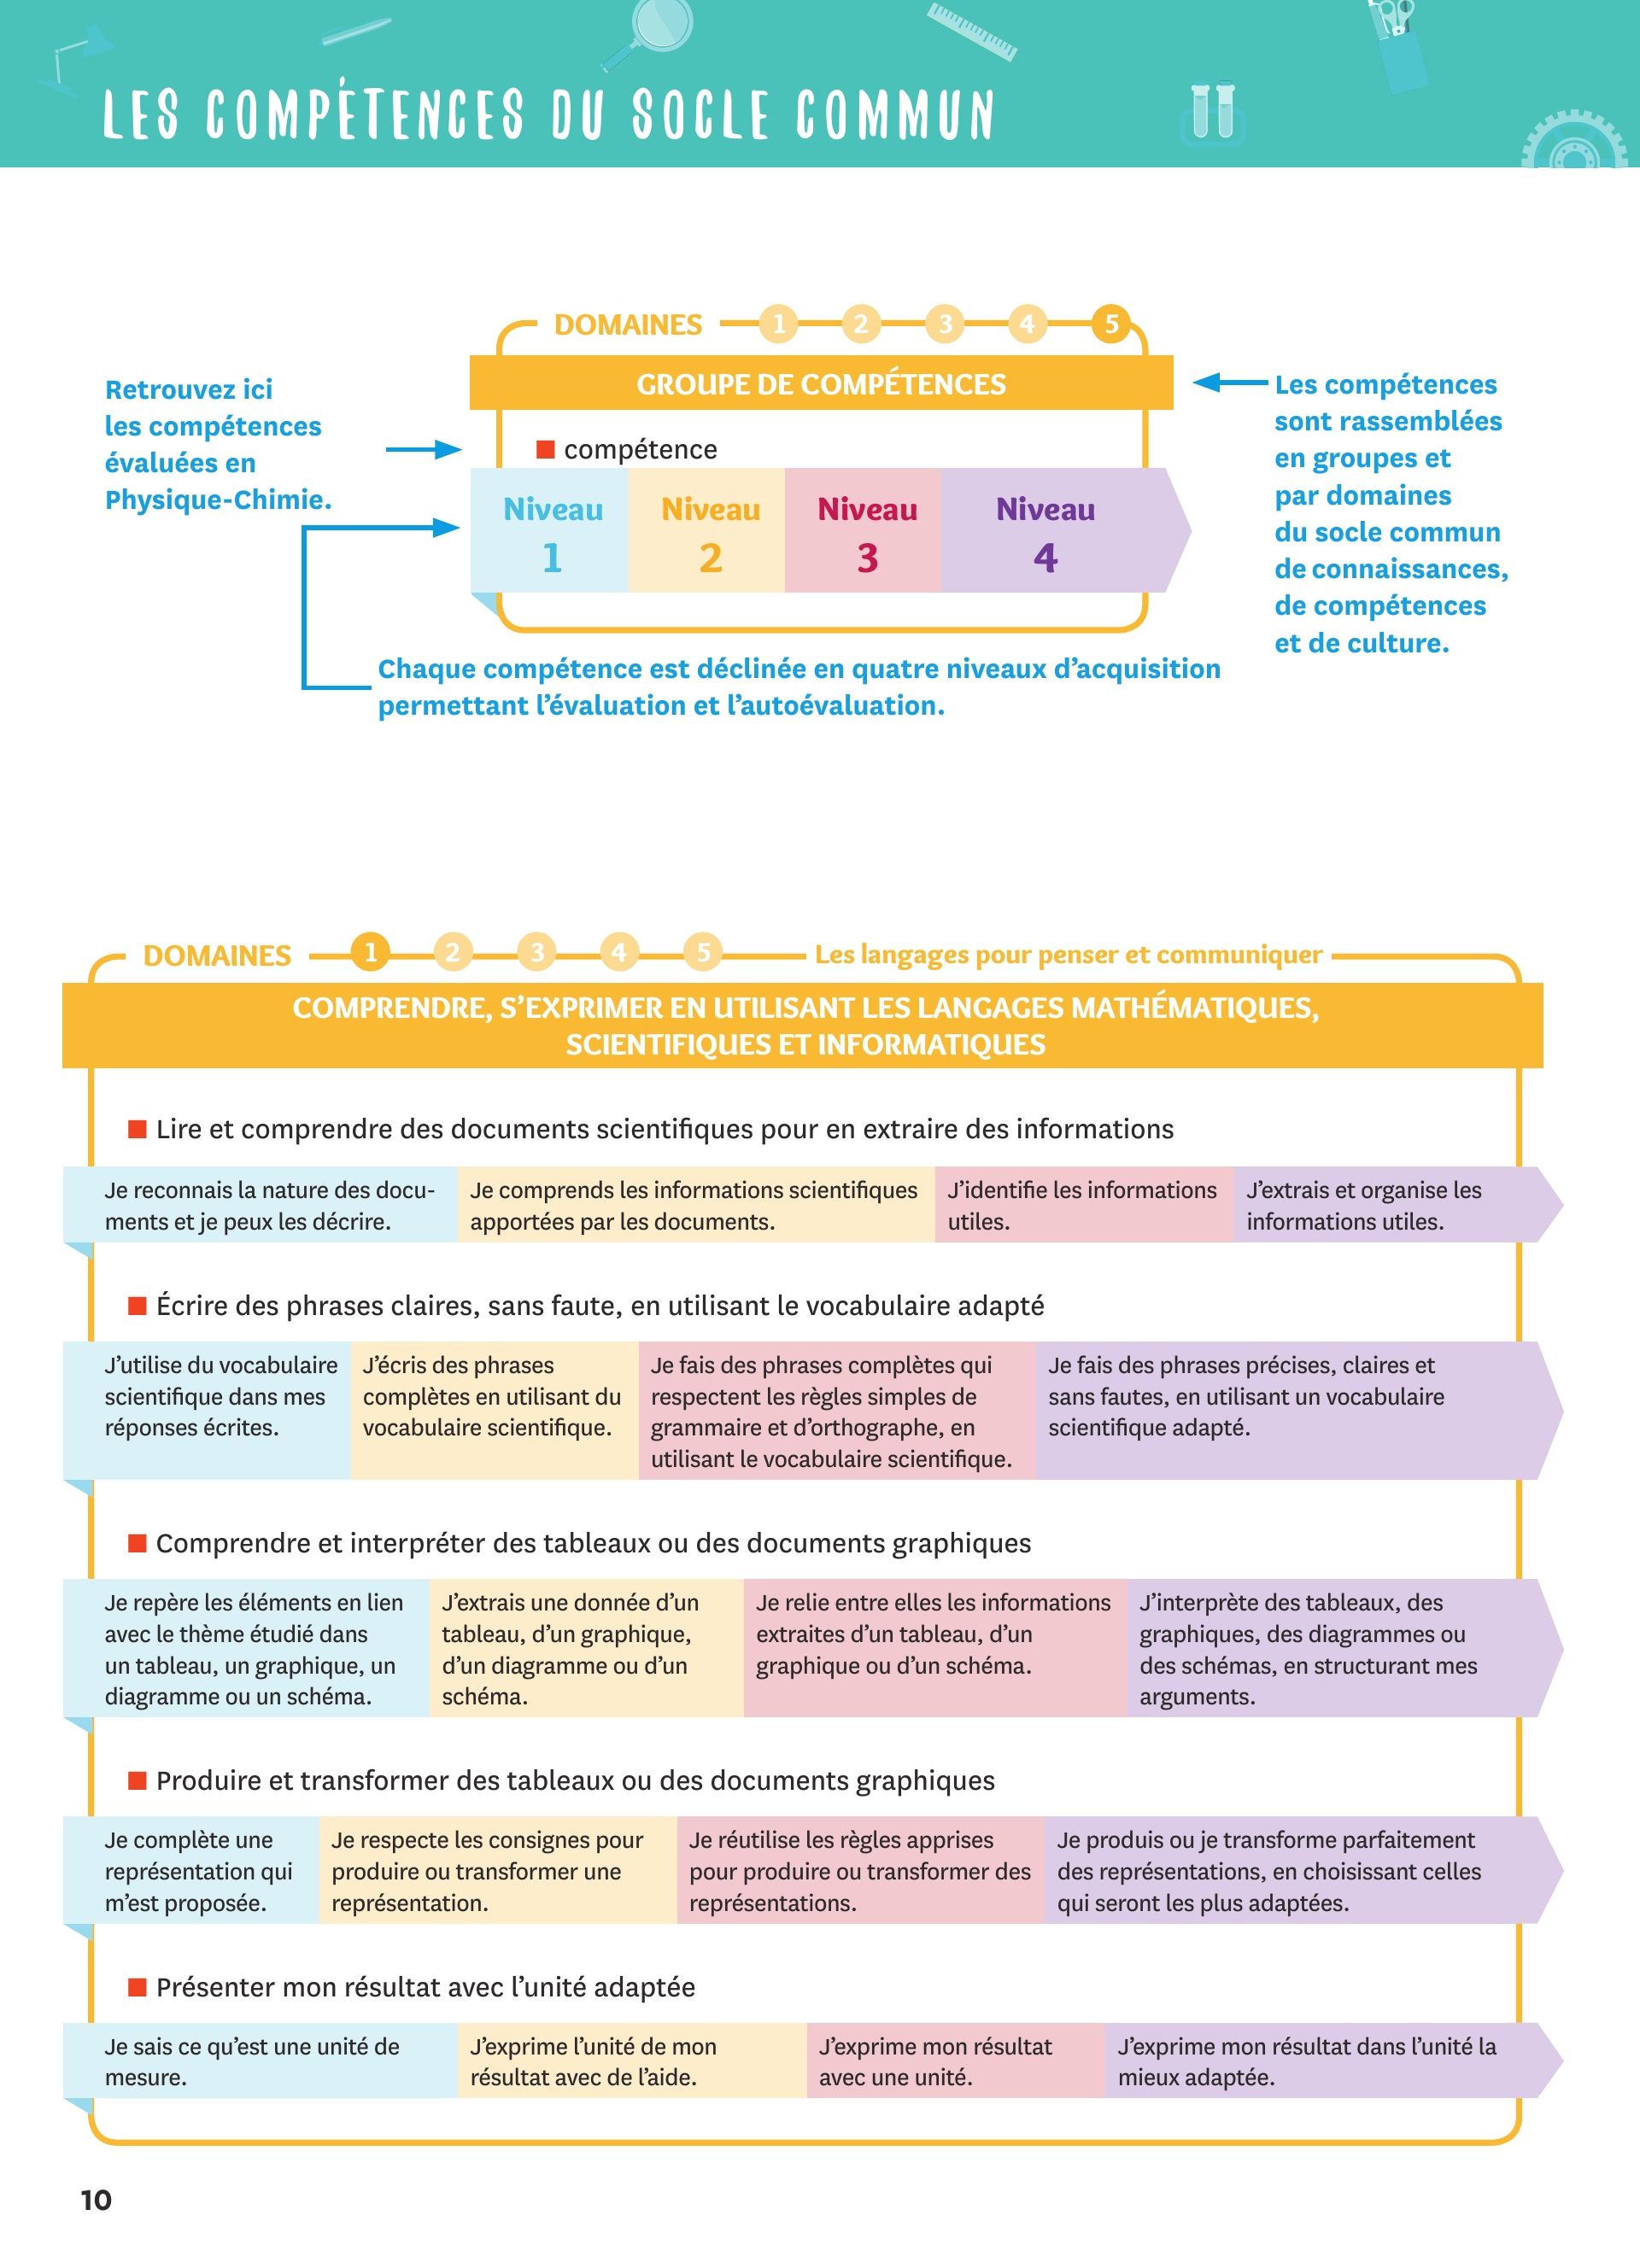 LES COMPÉTENCES DU SOCLE COMMUN
DOMAINES 1 2 3 4 5
GROUPE DE COMPÉTENCES
Retrouvez ici
les compétences
évaluées en
Physique-Chimie.
compétence
Niveau
1
Niveau
2
Niveau
3
Niveau
4
Les compétences
sont rassemblées
en groupes et
par domaines
du socle commun
de connaissances,
de compétences
et de culture.
Chaque compétence est déclinée en quatre niveaux d’acquisition
permettant l’évaluation et l’autoévaluation.
DOMAINES 1 2 3 4 5 Les langages pour penser et communiquer
COMPRENDRE, S’EXPRIMER EN UTILISANT LES LANGAGES MATHÉMATIQUES,
SCIENTIFIQUES ET INFORMATIQUES
Lire et comprendre des documents scientifiques pour en extraire des informations
Je reconnais la nature des docu-
ments et je peux les décrire.
Je comprends les informations scientifiques
apportées par les documents.
J’identifie les informations
utiles.
J’extrais et organise les
informations utiles.
Écrire des phrases claires, sans faute, en utilisant le vocabulaire adapté
J’utilise du vocabulaire
scientifique dans mes
réponses écrites.
J’écris des phrases
complètes en utilisant du
vocabulaire scientifique.
Je fais des phrases complètes qui
respectent les règles simples de
grammaire et d’orthographe, en
utilisant le vocabulaire scientifique.
Je fais des phrases précises, claires et
sans fautes, en utilisant un vocabulaire
scientifique adapté.
Comprendre et interpréter des tableaux ou des documents graphiques
Je repère les éléments en lien
avec le thème étudié dans
un tableau, un graphique, un
diagramme ou un schéma.
J’extrais une donnée d’un
tableau, d’un graphique,
d’un diagramme ou d’un
schéma.
Je relie entre elles les informations
extraites d’un tableau, d’un
graphique ou d’un schéma.
J’interprète des tableaux, des
graphiques, des diagrammes ou
des schémas, en structurant mes
arguments.
Produire et transformer des tableaux ou des documents graphiques
Je complète une
représentation qui
m’est proposée.
Je respecte les consignes pour
produire ou transformer une
représentation.
Je réutilise les règles apprises
pour produire ou transformer des
représentations.
Je produis ou je transforme parfaitement
des représentations, en choisissant celles
qui seront les plus adaptées.
Présenter mon résultat avec l’unité adaptée
Je sais ce qu’est une unité de
mesure.
J’exprime l’unité de mon
résultat avec de l’aide.
J’exprime mon résultat
avec une unité.
J’exprime mon résultat dans l’unité la
mieux adaptée.
10